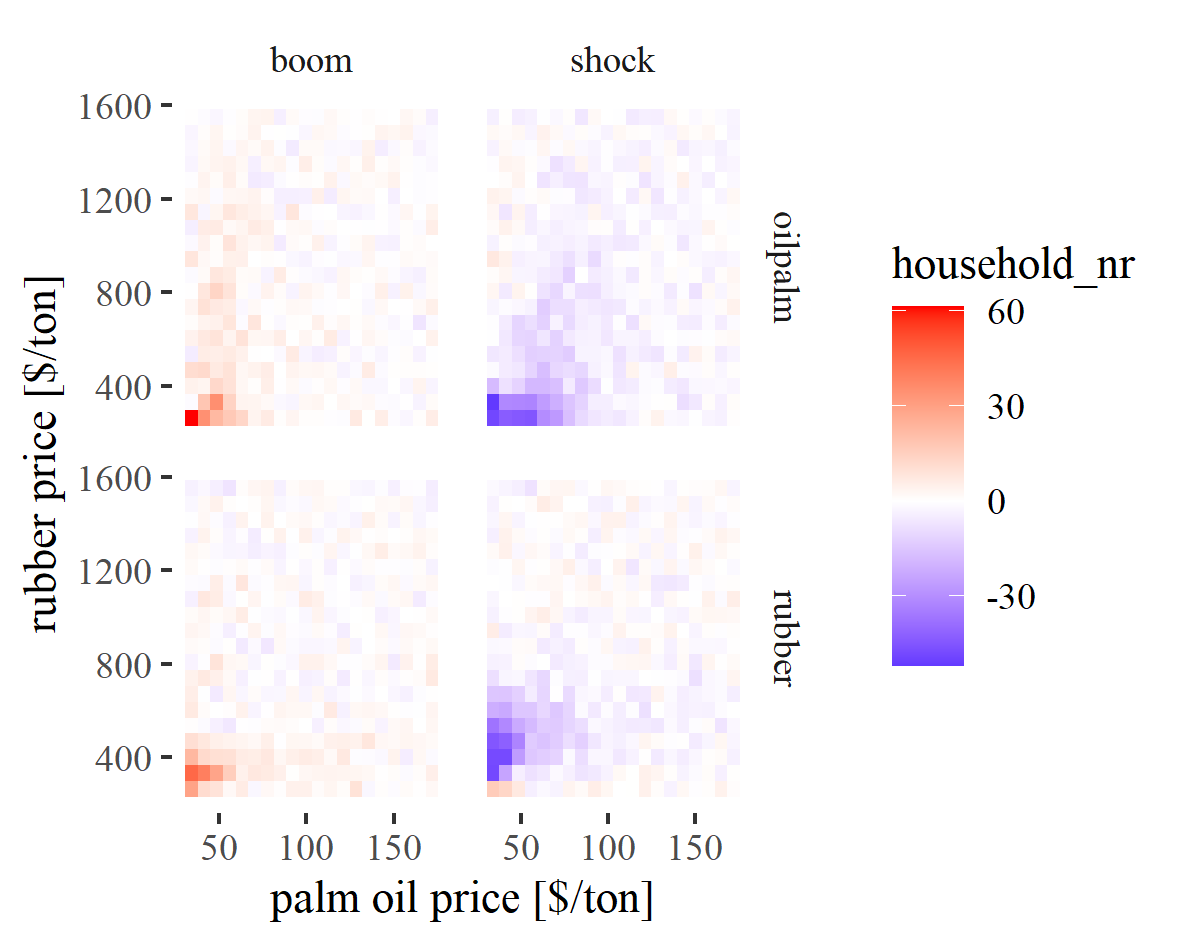 boom shock
1600
1200
800
400
oilpalm
1600
1200
800
400
rubber
50 100 150 50 100 150
palm oil price [$/ton]
rubber price [$/ton]
household_nr
60
30
0
-30